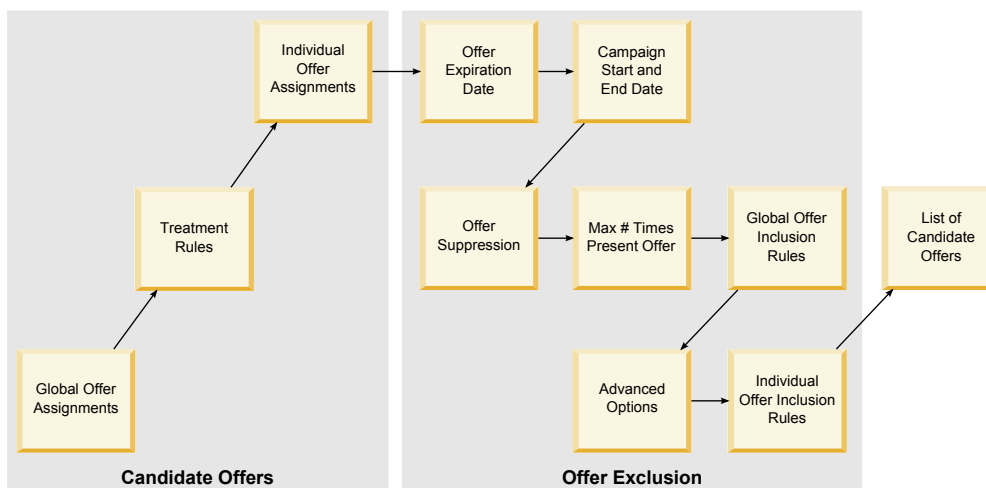 Individual
Offer
Assignments
Offer
Expiration
Date
Campaign
Start and
End Date
Treatment
Rules
Offer
Suppression
Max # Times
Present Offer
Global Offer
Inclusion
Rules
List of
Candidate
Offers
Global Offer
Assignments
Advanced
Options
Individual
Offer Inclusion
Rules
Candidate Offers
Offer Exclusion